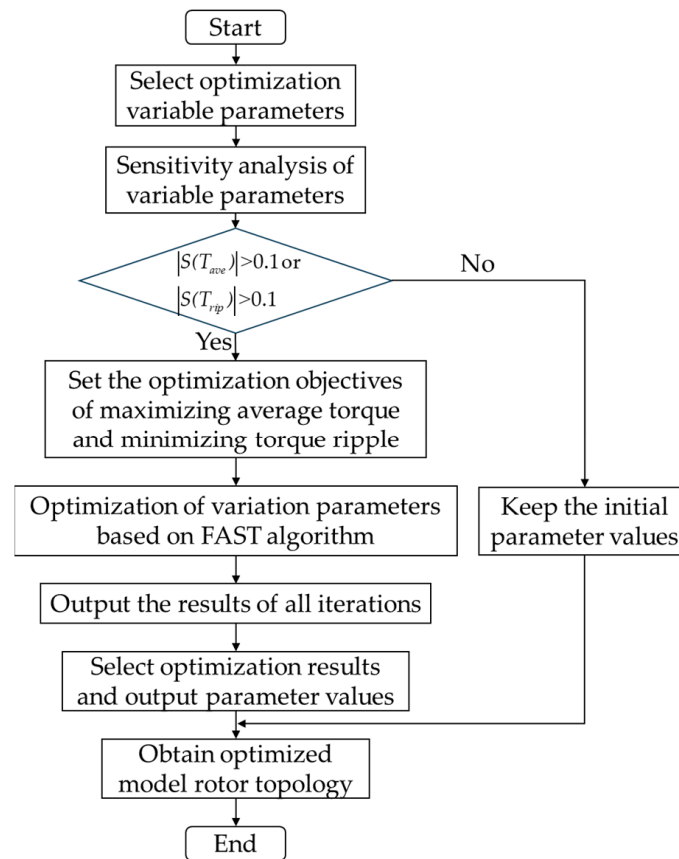 Start
Select optimization
variable parameters
Sensitivity analysis of
variable parameters
|S(T_ave)|>0.1 or
|S(T_rip)|>0.1
No
Yes
Set the optimization objectives
of maximizing average torque
and minimizing torque ripple
Optimization of variation parameters
based on FAST algorithm
Keep the initial
parameter values
Output the results of all iterations
Select optimization results
and output parameter values
Obtain optimized
model rotor topology
End